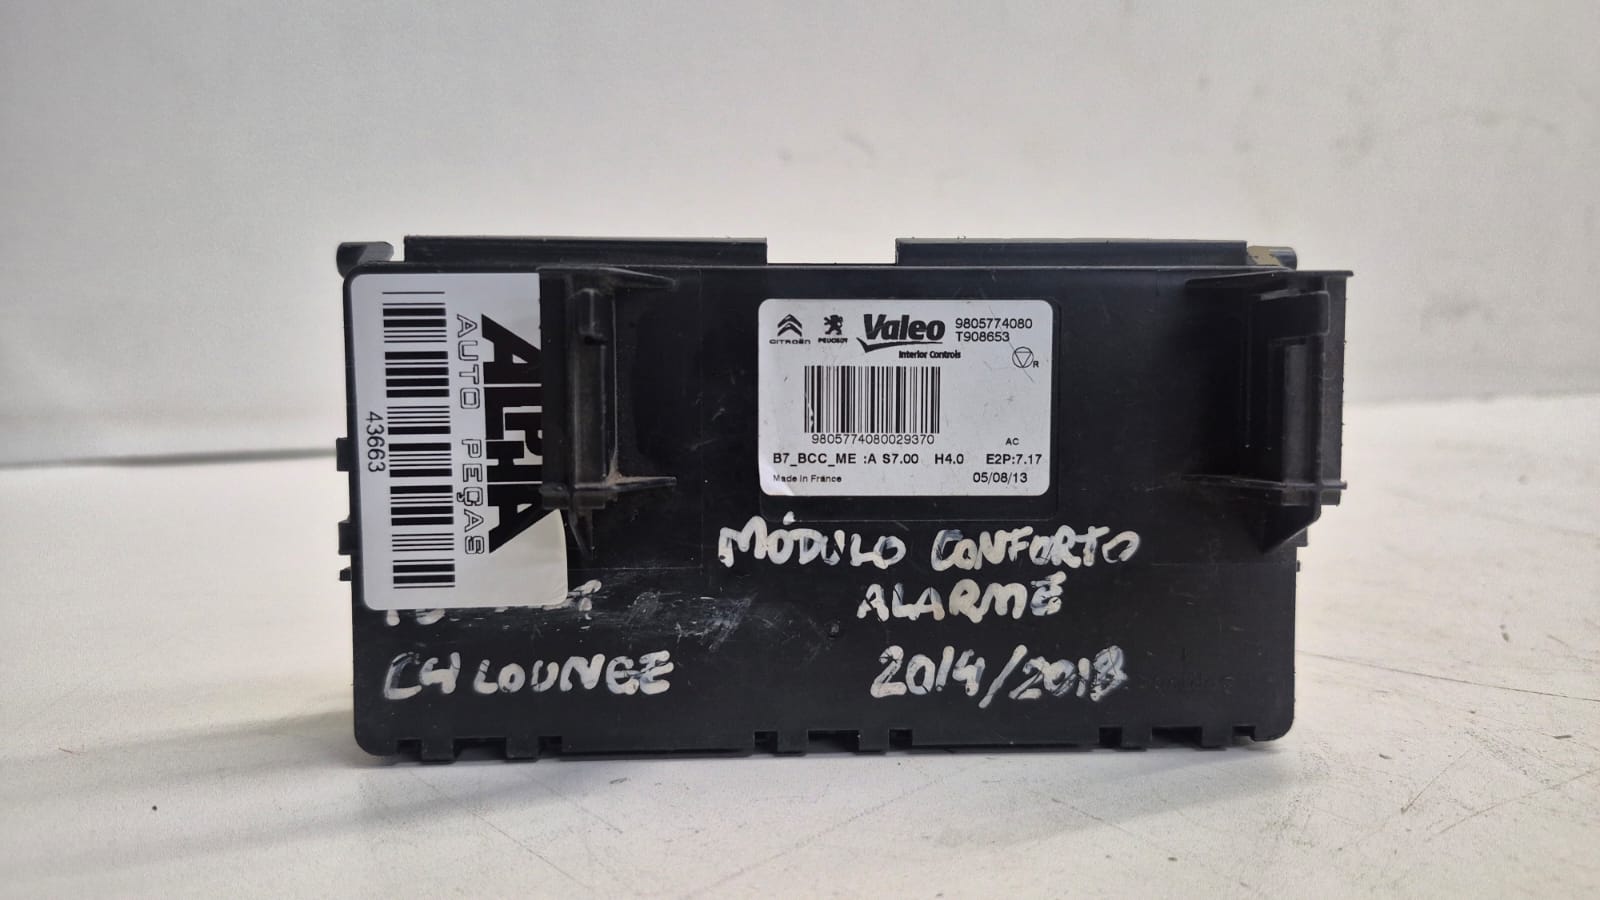 43663
AUTO PEÇAS
ALPHA
CITROËN
PEUGEOT
Valeo
Interior Controls
9805774080
T908653
R
9805774080029370
AC
B7_BCC_ME :A S7.00 H4.0 E2P:7.17
Made in France
05/08/13
MÓDULO CONFORTO
ALARME
C4 LOUNGE
2014/2018